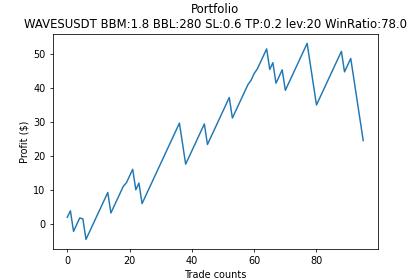 Portfolio
WAVESUSDT BBM:1.8 BBL:280 SL:0.6 TP:0.2 lev:20 WinRatio:78.0
Profit ($)
50
40
30
20
10
0
0 20 40 60 80
Trade counts